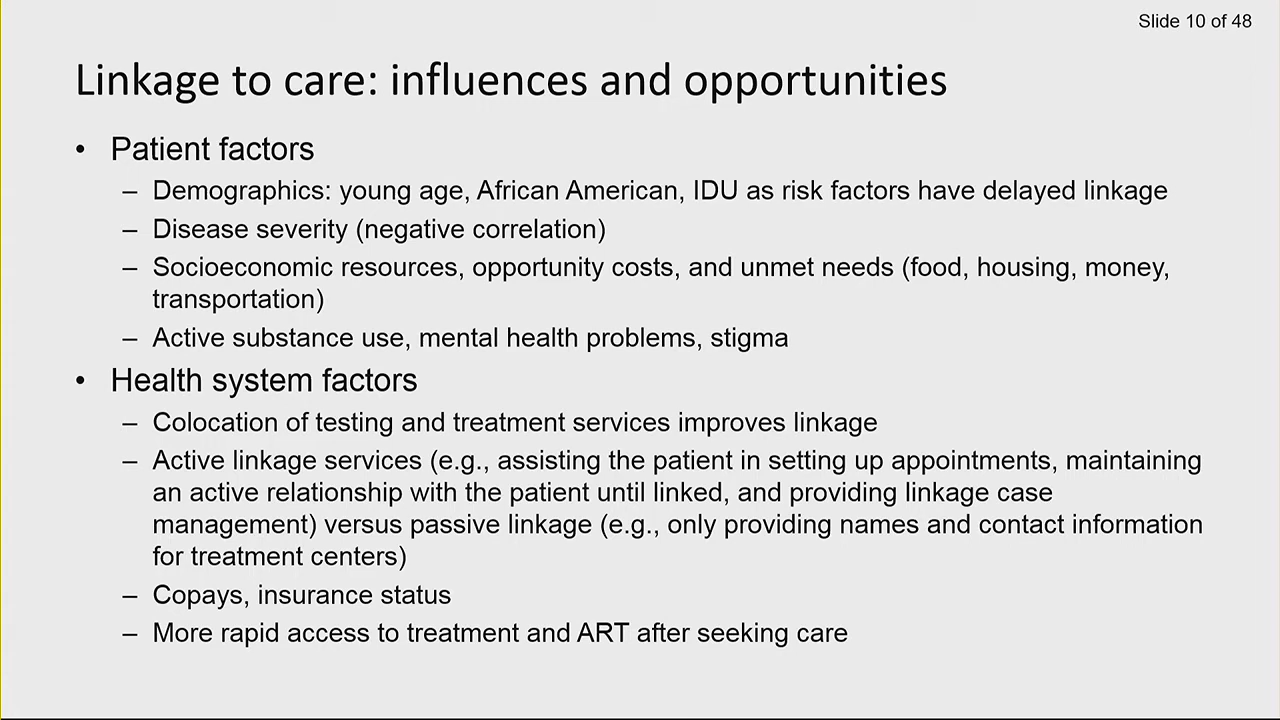 Slide 10 of 48
Linkage to care: influences and opportunities
• Patient factors
– Demographics: young age, African American, IDU as risk factors have delayed linkage
– Disease severity (negative correlation)
– Socioeconomic resources, opportunity costs, and unmet needs (food, housing, money,
transportation)
– Active substance use, mental health problems, stigma
• Health system factors
– Colocation of testing and treatment services improves linkage
– Active linkage services (e.g., assisting the patient in setting up appointments, maintaining
an active relationship with the patient until linked, and providing linkage case
management) versus passive linkage (e.g., only providing names and contact information
for treatment centers)
– Copays, insurance status
– More rapid access to treatment and ART after seeking care